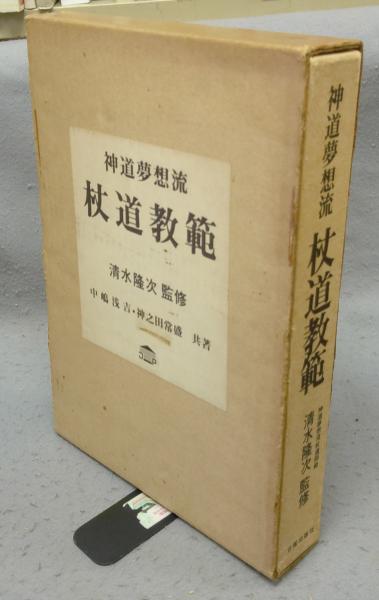 神道夢想流
杖道教範
清水隆次 監修
中嶋浅吉・神之田常盛 共著
神道夢想流
杖道教範
清水隆次 監修